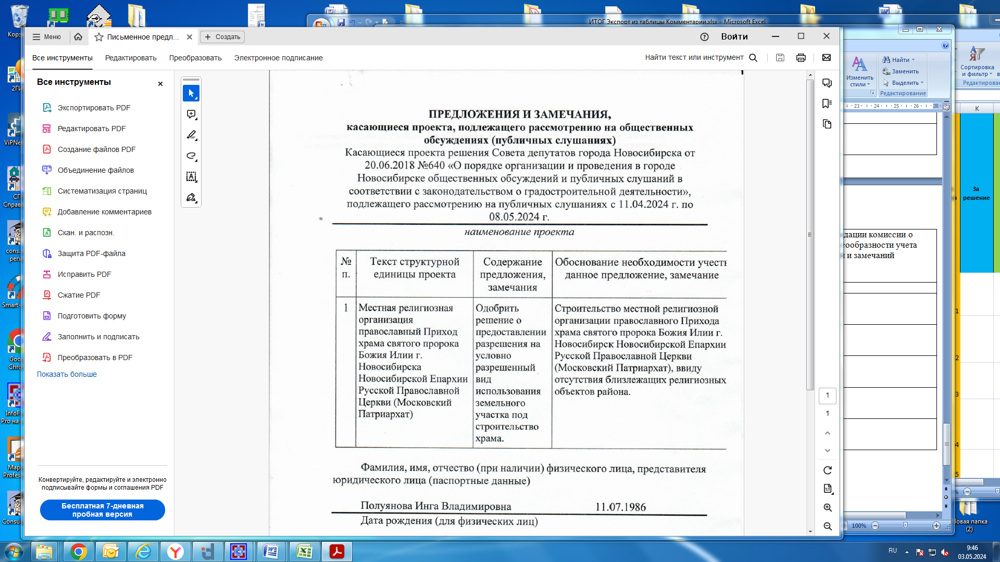 ИТОГ Экспорт из таблицы Комментарии.xlsx - Microsoft Excel
Меню
Письменное предл...
Создать
Войти
Все инструменты
Редактировать
Преобразовать
Электронное подписание
Найти текст или инструмент
Все инструменты
Экспортировать PDF
Редактировать PDF
Создание файлов PDF
Объединение файлов
Систематизация страниц
Добавление комментариев
Скан. и распозн.
Защита PDF-файла
Исправить PDF
Сжатие PDF
Подготовить форму
Заполнить и подписать
Преобразовать в PDF
Показать больше
Конвертируйте, редактируйте и электронно
подписывайте формы и соглашения PDF
Бесплатная 7-дневная
пробная версия
ПРЕДЛОЖЕНИЯ И ЗАМЕЧАНИЯ,
касающиеся проекта, подлежащего рассмотрению на общественных
обсуждениях (публичных слушаниях)
Касающиеся проекта решения Совета депутатов города Новосибирска от
20.06.2018 №640 «О порядке организации и проведения в городе
Новосибирске общественных обсуждений и публичных слушаний в
соответствии с законодательством о градостроительной деятельности»,
подлежащего рассмотрению на публичных слушаниях с 11.04.2024 г. по
08.05.2024 г.
наименование проекта
№
п.
Текст структурной
единицы проекта
Содержание
предложения,
замечания
Обоснование необходимости учесть
данное предложение, замечание
1
Местная религиозная
организация
православный Приход
храма святого пророка
Божия Илии г.
Новосибирска
Новосибирской Епархии
Русской Православной
Церкви (Московский
Патриархат)
Одобрить
решение о
предоставлении
разрешения на
условно
разрешенный
вид
использования
земельного
участка под
строительство
храма.
Строительство местной религиозной
организации православного Прихода
храма святого пророка Божия Илии г.
Новосибирск Новосибирской Епархии
Русской Православной Церкви
(Московский Патриархат), ввиду
отсутствия близлежащих религиозных
объектов района.
Фамилия, имя, отчество (при наличии) физического лица, представителя
юридического лица (паспортные данные)
Полуянова Инга Владимировна 11.07.1986
Дата рождения (для физических лиц)
1
1
Изменить
стили
Найти
Заменить
Выделить
Редактирование
Сортировка
и фильтр
23 24 25 26
K
За
решение
дации комиссии о
сообразности учета
и замечаний
1
2
3
4
5
100%
Новая папка
(2)
2ГИ
ViPNe
СП
Справ
cons.
реги
Smart-
Goo
Chro
InfoF
Pro на
Map
Profes
Consu
RU
9:46
03.05.2024